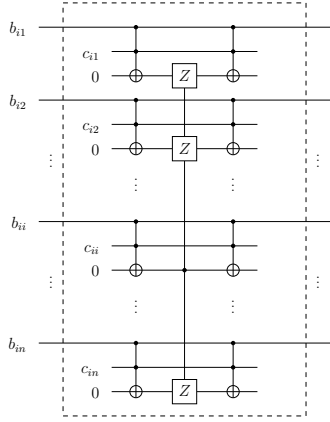 b_{i1}
c_{i1}
0 Z
b_{i2}
c_{i2}
0 Z
⋮ ⋮ ⋮ ⋮
b_{ii}
c_{ii}
0
⋮ ⋮ ⋮ ⋮
b_{in}
c_{in}
0 Z